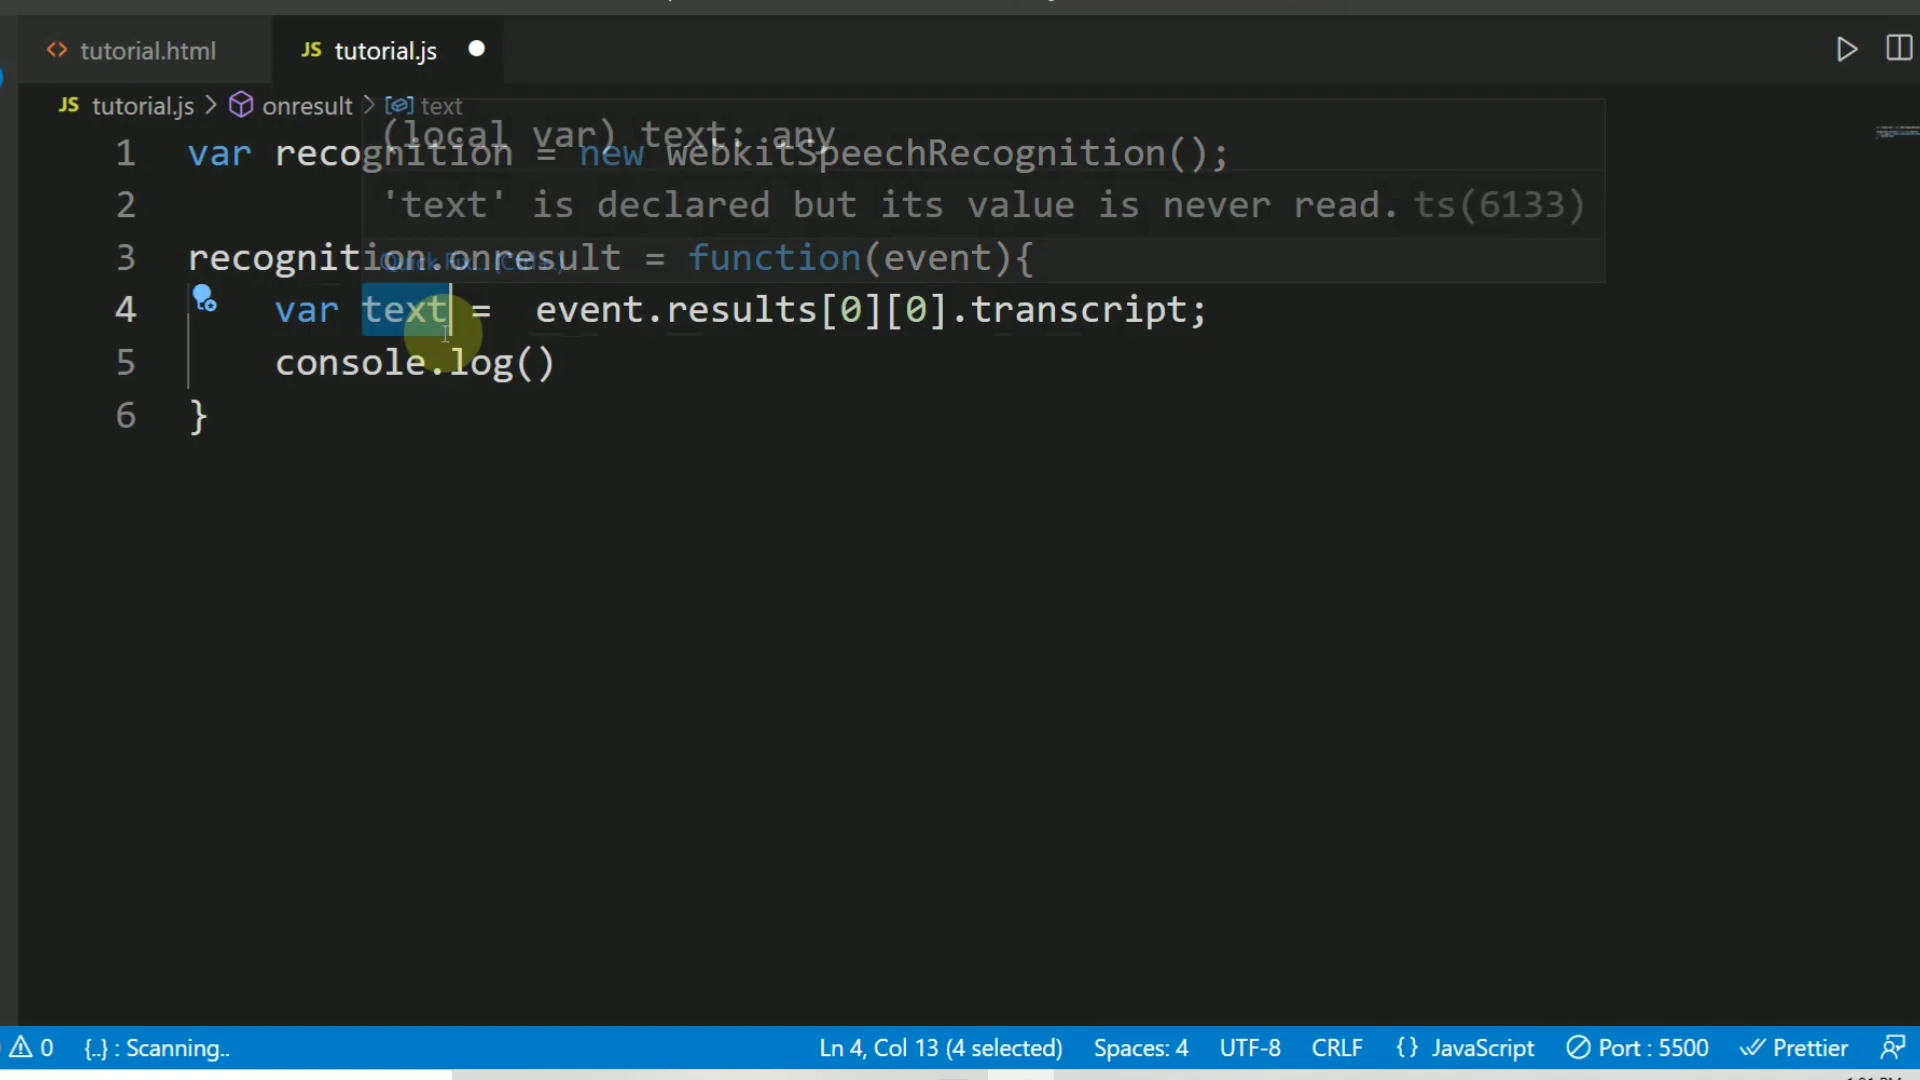 <> tutorial.html
JS tutorial.js
JS tutorial.js > onresult > text
(local var) text: any
1 var recognition = new webkitSpeechRecognition();
2
'text' is declared but its value is never read. ts(6133)
3 recognition.onresult = function(event){
4 var text =  event.results[0][0].transcript;
5 console.log()
6 }
0 {..} : Scanning.. Ln 4, Col 13 (4 selected) Spaces: 4 UTF-8 CRLF {} JavaScript Port : 5500 Prettier